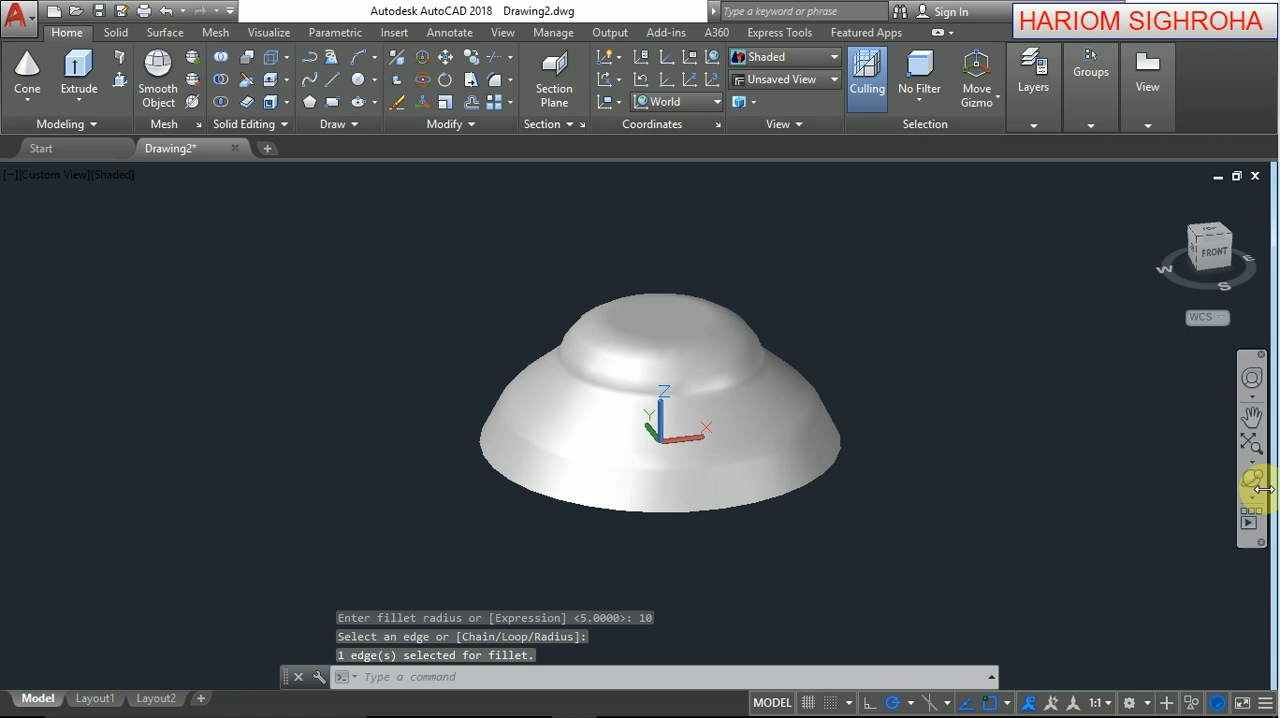 Autodesk AutoCAD 2018 Drawing2.dwg
Type a keyword or phrase
Sign In
HARIOM SIGHROHA
Home Solid Surface Mesh Visualize Parametric Insert Annotate View Manage Output Add-ins A360 Express Tools Featured Apps
Cone
Extrude
Smooth
Object
Section
Plane
World
Shaded
Unsaved View
Culling
No Filter
Move
Gizmo
Layers
Groups
View
Modeling Mesh Solid Editing Draw Modify Section Coordinates View Selection
Start Drawing2*
[−][Custom View][Shaded]
FRONT
W
E
S
WCS
Z
Y
X
Enter fillet radius or [Expression] <5.0000>: 10
Select an edge or [Chain/Loop/Radius]:
1 edge(s) selected for fillet.
Type a command
Model Layout1 Layout2
MODEL
1:1